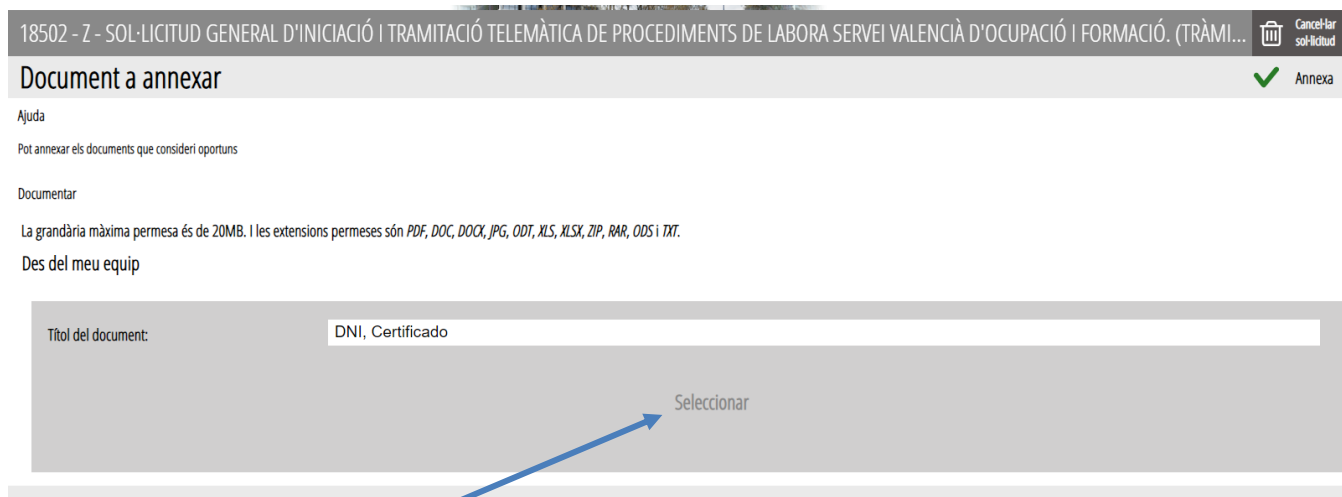 18502 - Z - SOL·LICITUD GENERAL D'INICIACIÓ I TRAMITACIÓ TELEMÀTICA DE PROCEDIMENTS DE LABORA SERVEI VALENCIÀ D'OCUPACIÓ I FORMACIÓ. (TRÀMI...
Cancel·lar
sol·licitud
Document a annexar
Annexa
Ajuda
Pot annexar els documents que consideri oportuns
Documentar
La grandària màxima permesa és de 20MB. I les extensions permeses són PDF, DOC, DOCX, JPG, ODT, XLS, XLSX, ZIP, RAR, ODS i TXT.
Des del meu equip
Títol del document:
DNI, Certificado
Seleccionar